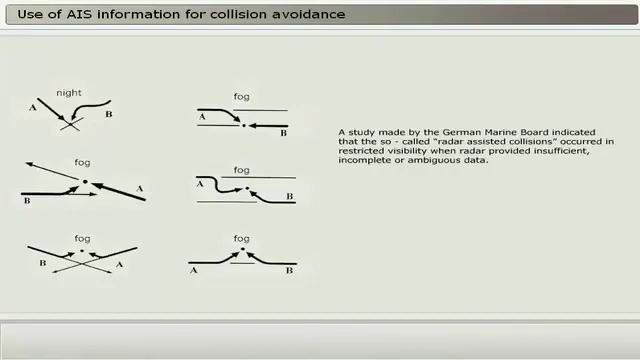 Use of AIS information for collision avoidance
night
A
B
fog
A
B
fog
B
A
fog
A
B
fog
B
A
fog
A
B
A study made by the German Marine Board indicated
that the so - called "radar assisted collisions" occurred in
restricted visibility when radar provided insufficient,
incomplete or ambiguous data.